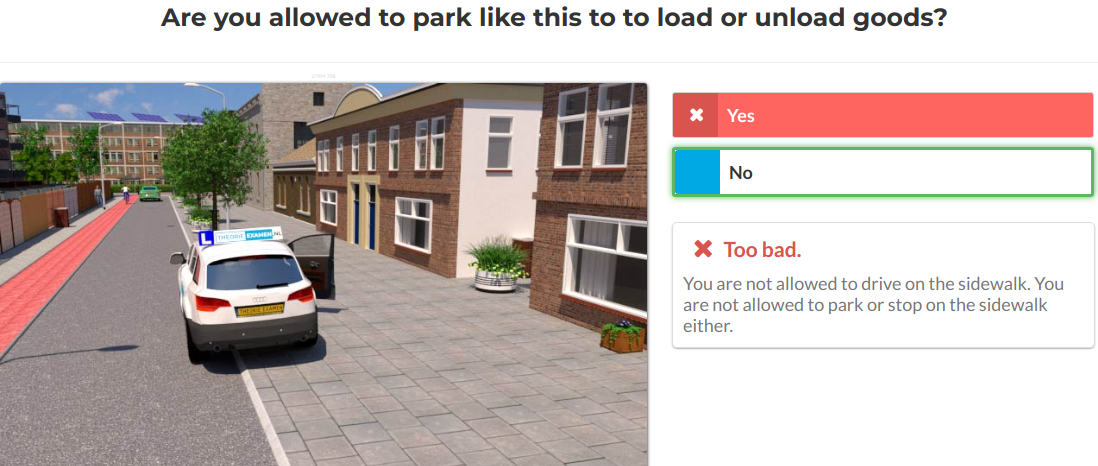 Are you allowed to park like this to to load or unload goods?
Yes
No
Too bad.
You are not allowed to drive on the sidewalk. You
are not allowed to park or stop on the sidewalk
either.
L THEORIE EXAMEN.NL
THEORIE EXAMEN